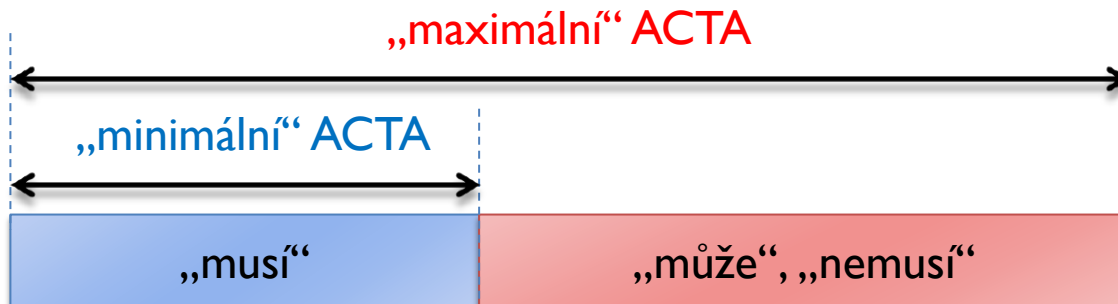 „maximální“ ACTA
„minimální“ ACTA
„musí“
„může“, „nemusí“